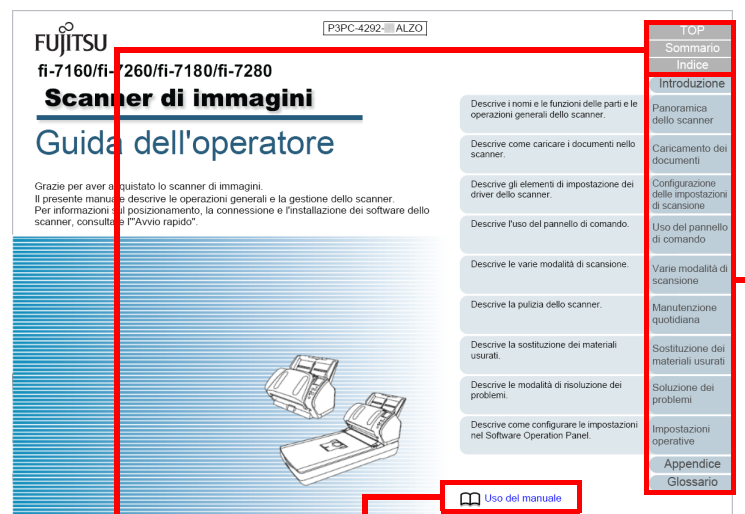 FUJITSU
P3PC-4292- ALZO
fi-7160/fi-7260/fi-7180/fi-7280
Scanner di immagini
Guida dell'operatore
Grazie per aver acquistato lo scanner di immagini.
Il presente manuale descrive le operazioni generali e la gestione dello scanner.
Per informazioni sul posizionamento, la connessione e l'installazione dei software dello
scanner, consultare l'"Avvio rapido".
TOP
Sommario
Indice
Introduzione
Descrive i nomi e le funzioni delle parti e le
operazioni generali dello scanner.
Panoramica
dello scanner
Descrive come caricare i documenti nello
scanner.
Caricamento dei
documenti
Descrive gli elementi di impostazione dei
driver dello scanner.
Configurazione
delle impostazioni
di scansione
Descrive l'uso del pannello di comando.
Uso del pannello
di comando
Descrive le varie modalità di scansione.
Varie modalità di
scansione
Descrive la pulizia dello scanner.
Manutenzione
quotidiana
Descrive la sostituzione dei materiali
usurati.
Sostituzione dei
materiali usurati
Descrive le modalità di risoluzione dei
problemi.
Soluzione dei
problemi
Descrive come configurare le impostazioni
nel Software Operation Panel.
Impostazioni
operative
Appendice
Glossario
Uso del manuale